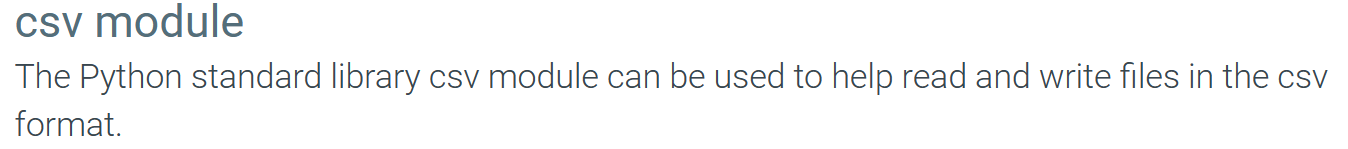 csv module
The Python standard library csv module can be used to help read and write files in the csv
format.